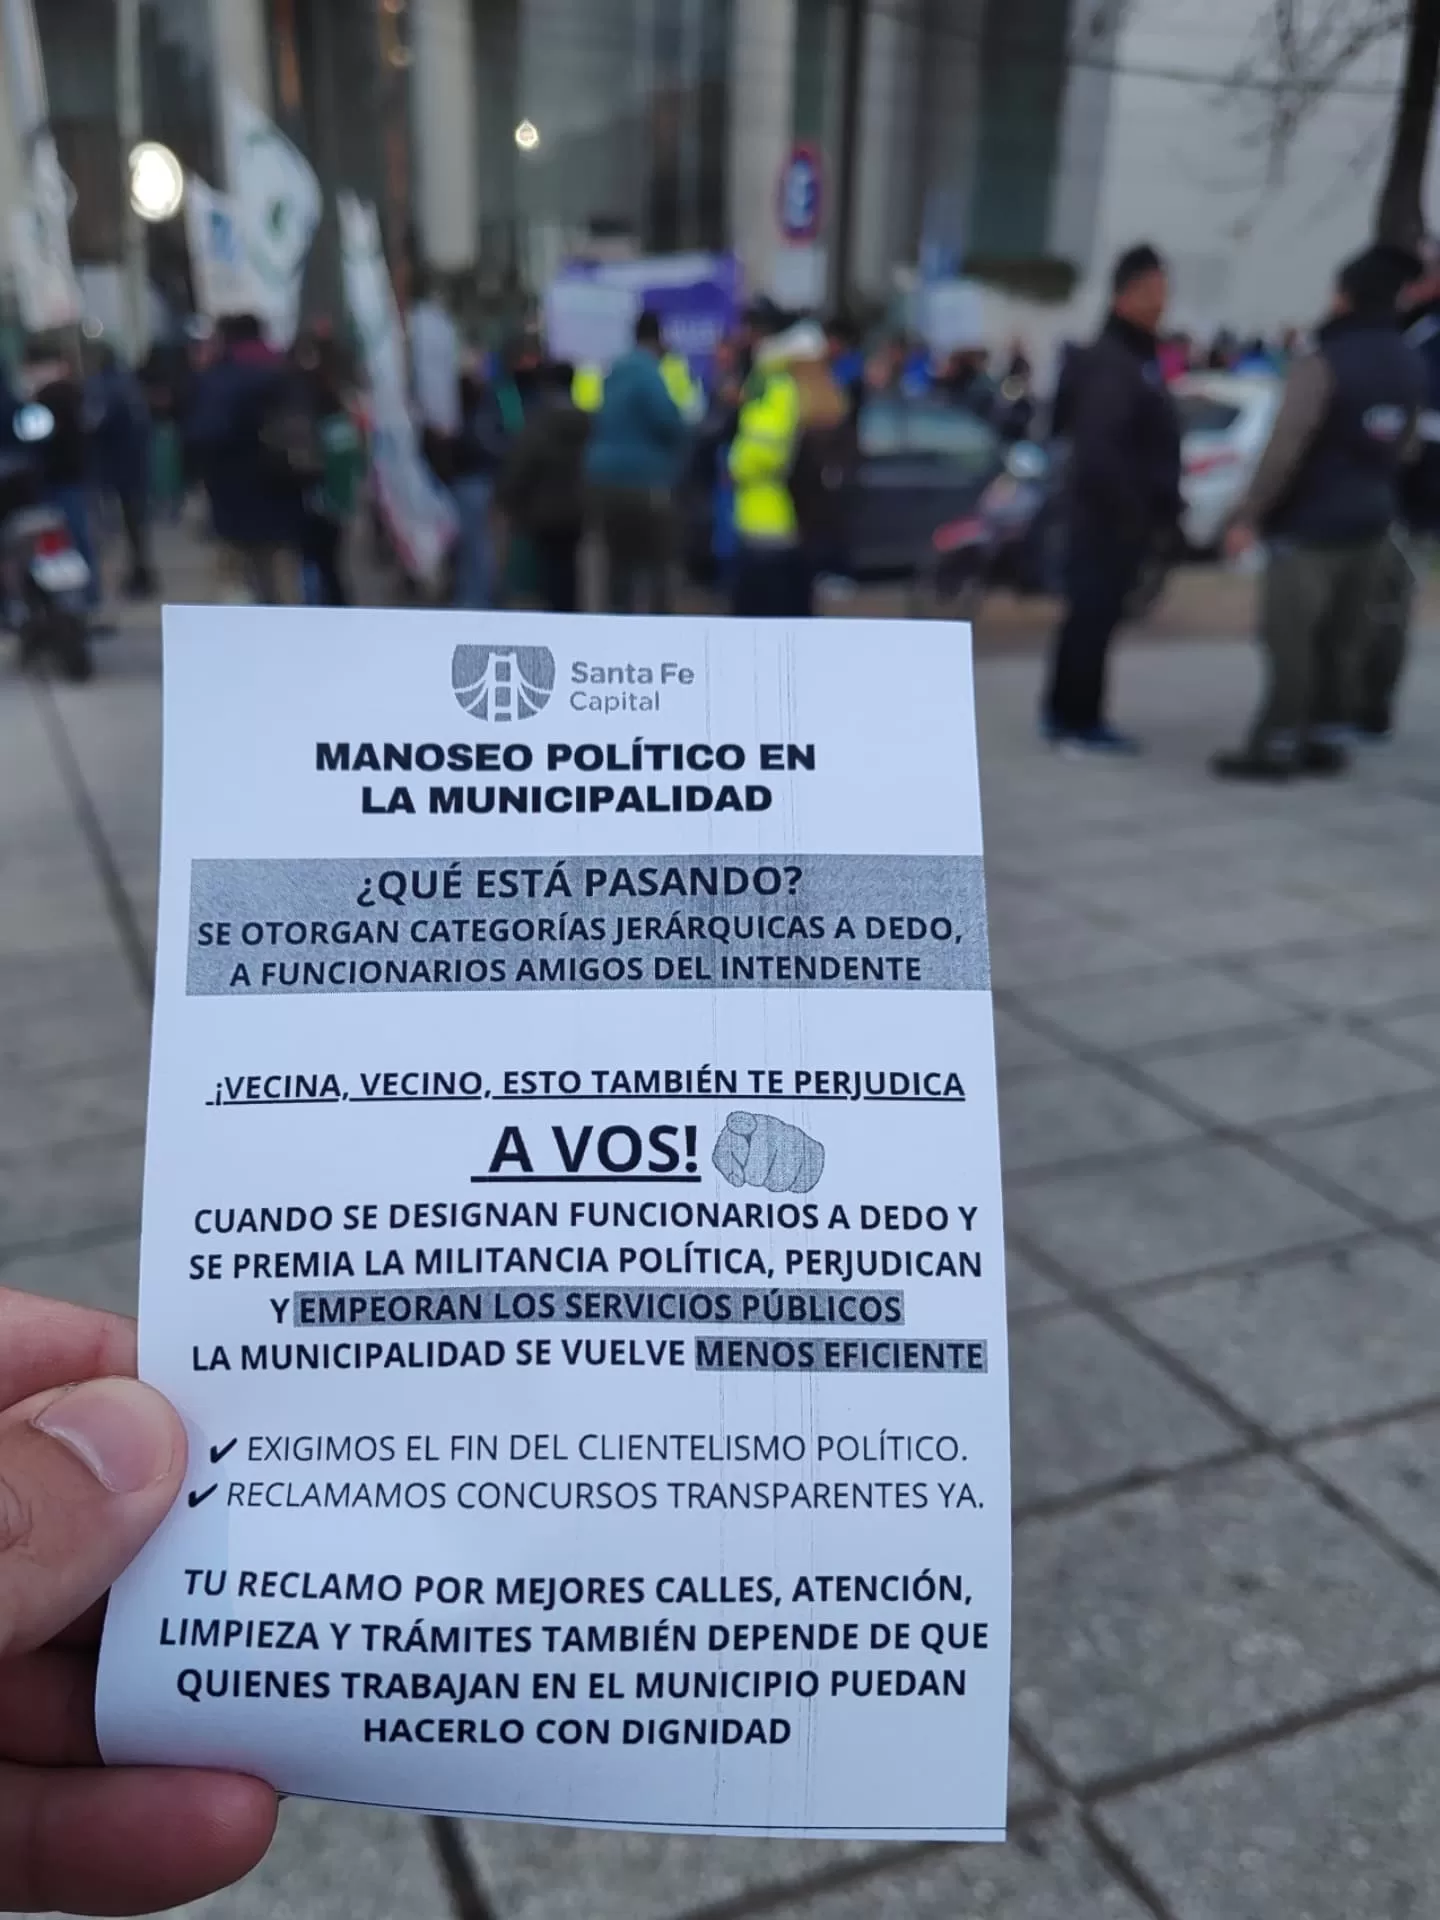 Santa Fe
Capital
MANOSEO POLÍTICO EN
LA MUNICIPALIDAD
¿QUÉ ESTÁ PASANDO?
SE OTORGAN CATEGORÍAS JERÁRQUICAS A DEDO,
A FUNCIONARIOS AMIGOS DEL INTENDENTE
¡VECINA, VECINO, ESTO TAMBIÉN TE PERJUDICA
A VOS!
CUANDO SE DESIGNAN FUNCIONARIOS A DEDO Y
SE PREMIA LA MILITANCIA POLÍTICA, PERJUDICAN
Y EMPEORAN LOS SERVICIOS PÚBLICOS
LA MUNICIPALIDAD SE VUELVE MENOS EFICIENTE
✔ EXIGIMOS EL FIN DEL CLIENTELISMO POLÍTICO.
✔ RECLAMAMOS CONCURSOS TRANSPARENTES YA.
TU RECLAMO POR MEJORES CALLES, ATENCIÓN,
LIMPIEZA Y TRÁMITES TAMBIÉN DEPENDE DE QUE
QUIENES TRABAJAN EN EL MUNICIPIO PUEDAN
HACERLO CON DIGNIDAD